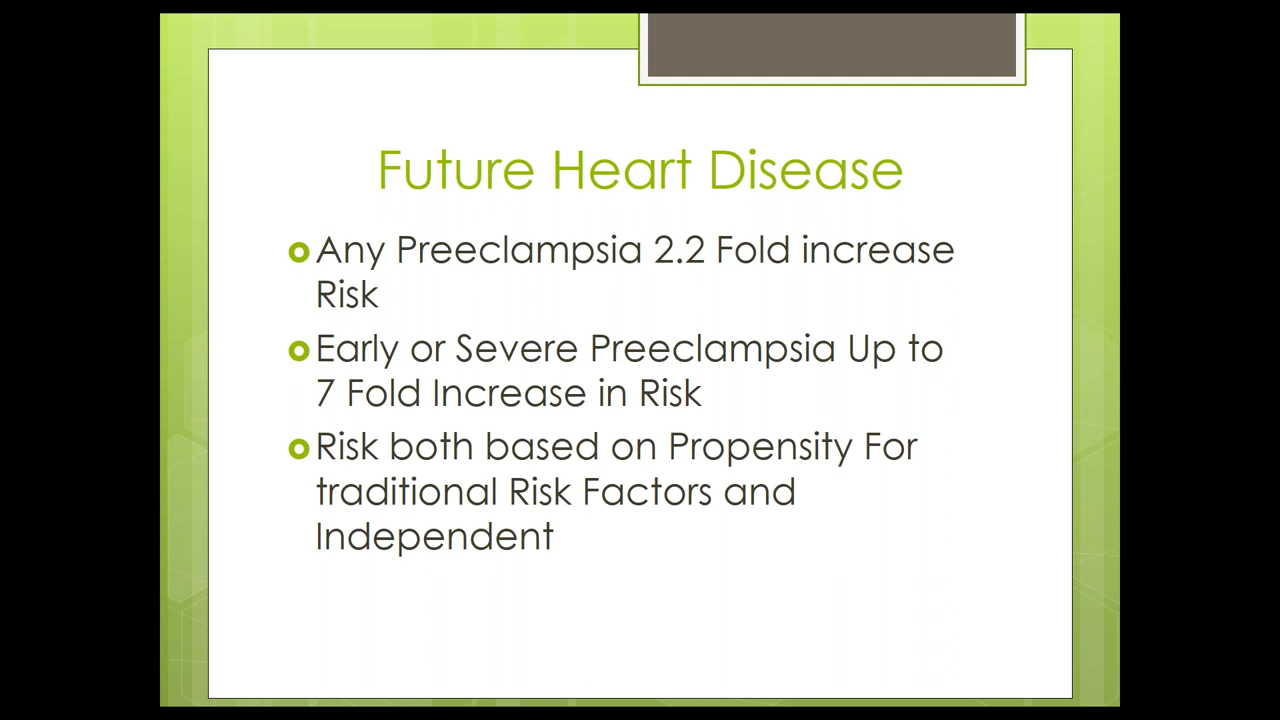 Future Heart Disease
Any Preeclampsia 2.2 Fold increase
Risk
Early or Severe Preeclampsia Up to
7 Fold Increase in Risk
Risk both based on Propensity For
traditional Risk Factors and
Independent